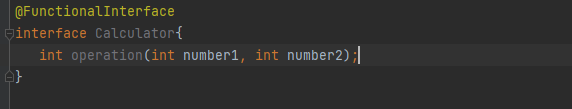 @FunctionalInterface
interface Calculator{
    int operation(int number1, int number2);
}